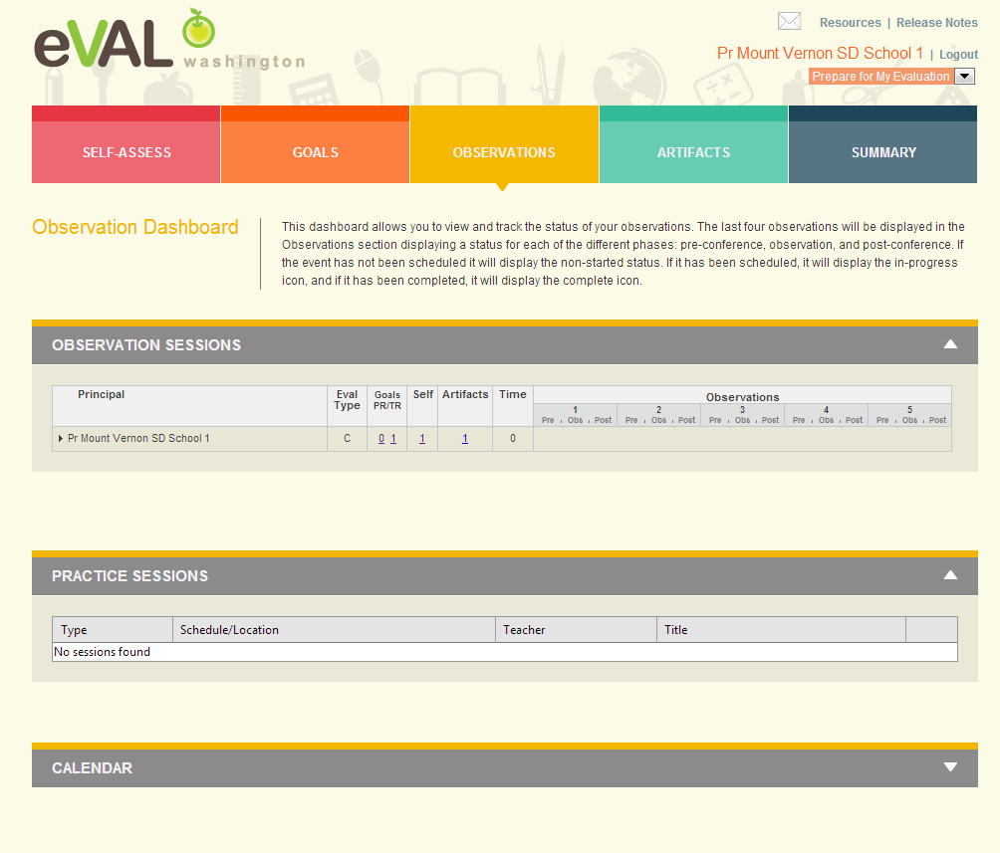 eVAL washington
Resources | Release Notes
Pr Mount Vernon SD School 1 | Logout
Prepare for My Evaluation
SELF-ASSESS GOALS OBSERVATIONS ARTIFACTS SUMMARY
Observation Dashboard
This dashboard allows you to view and track the status of your observations. The last four observations will be displayed in the
Observations section displaying a status for each of the different phases: pre-conference, observation, and post-conference. If
the event has not been scheduled it will display the non-started status. If it has been scheduled, it will display the in-progress
icon, and if it has been completed, it will display the complete icon.
OBSERVATION SESSIONS
Principal Eval Type Goals PR/TR Self Artifacts Time Observations
1 2 3 4 5
Pre , Obs , Post Pre , Obs , Post Pre , Obs , Post Pre , Obs , Post Pre , Obs , Post
Pr Mount Vernon SD School 1 C 0 1 1 1 0
PRACTICE SESSIONS
Type Schedule/Location Teacher Title
No sessions found
CALENDAR